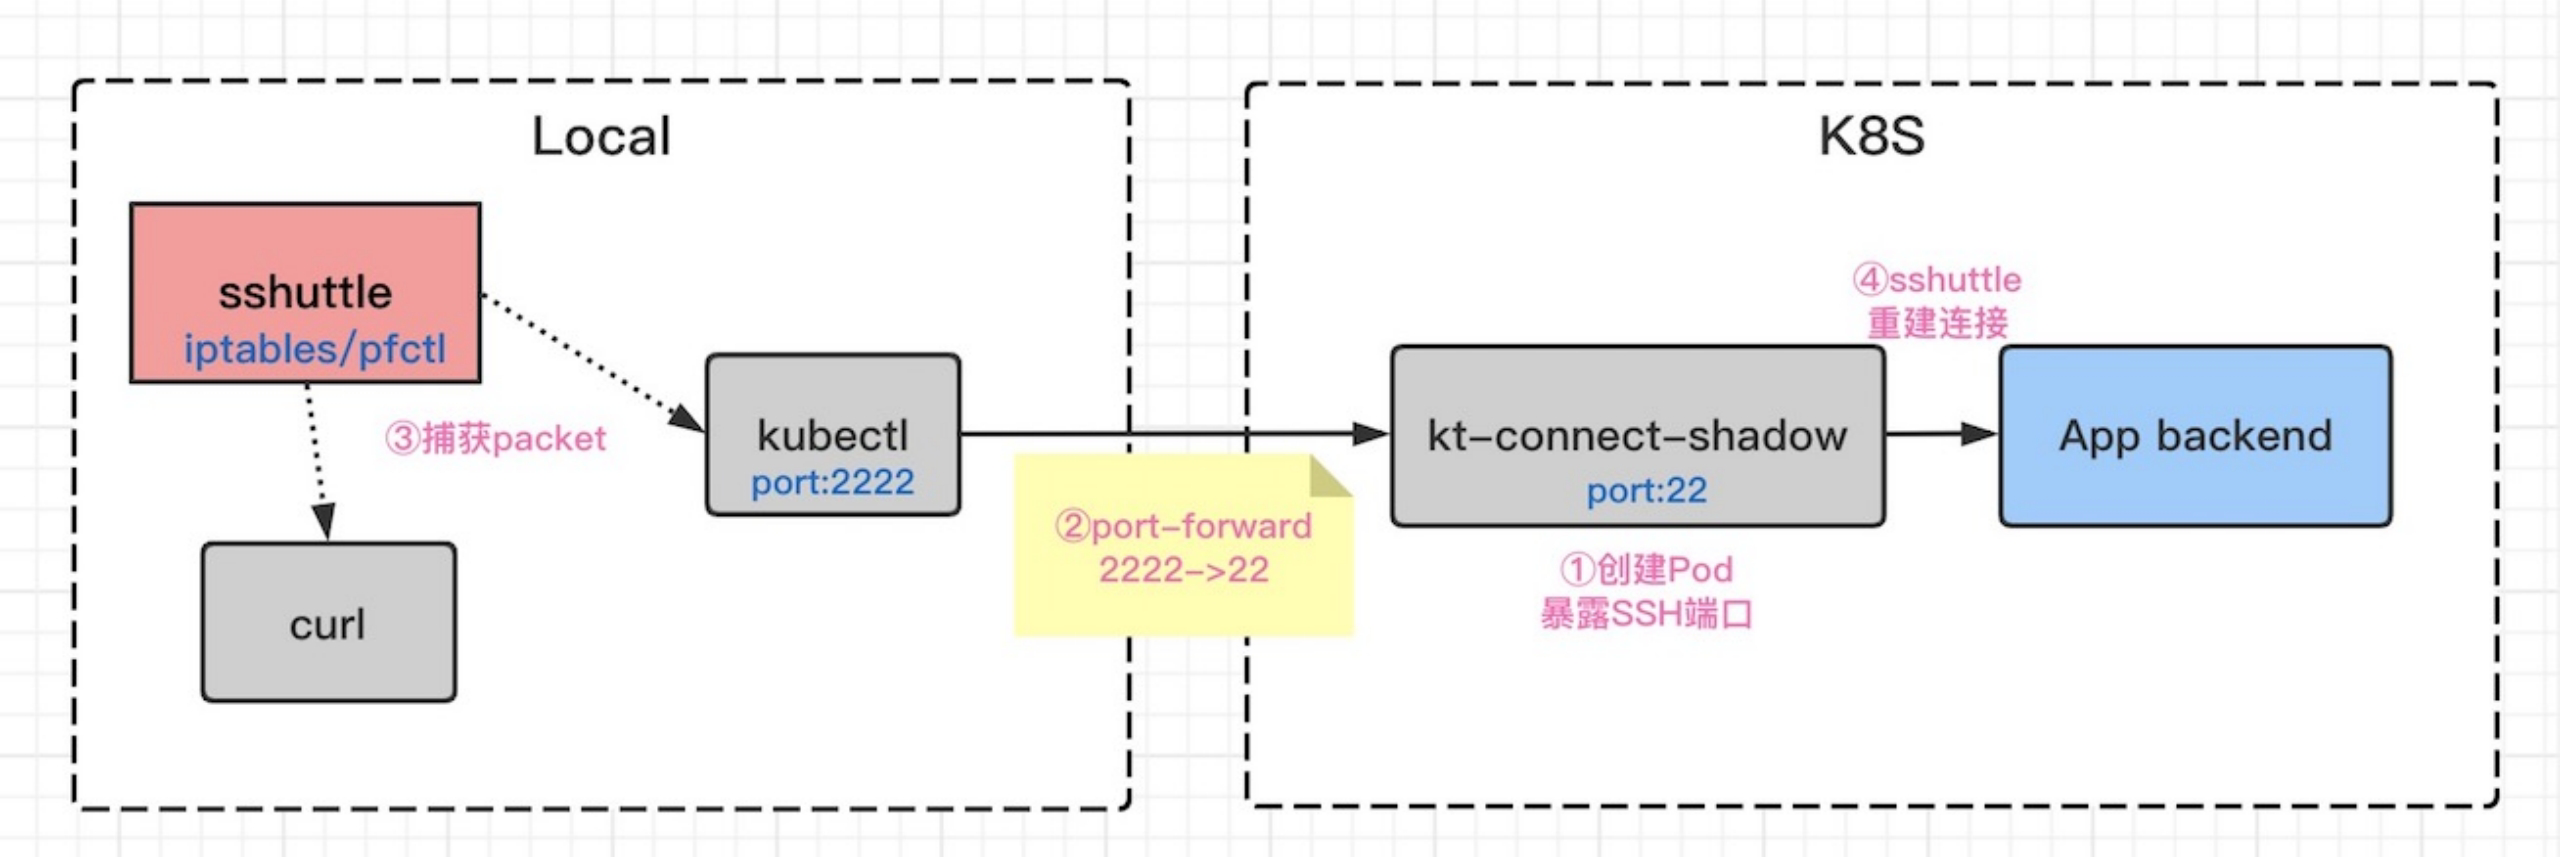 Local
sshuttle
iptables/pfctl
③捕获packet
kubectl
port:2222
curl
②port-forward
2222->22
K8S
④sshuttle
重建连接
kt-connect-shadow
port:22
App backend
①创建Pod
暴露SSH端口